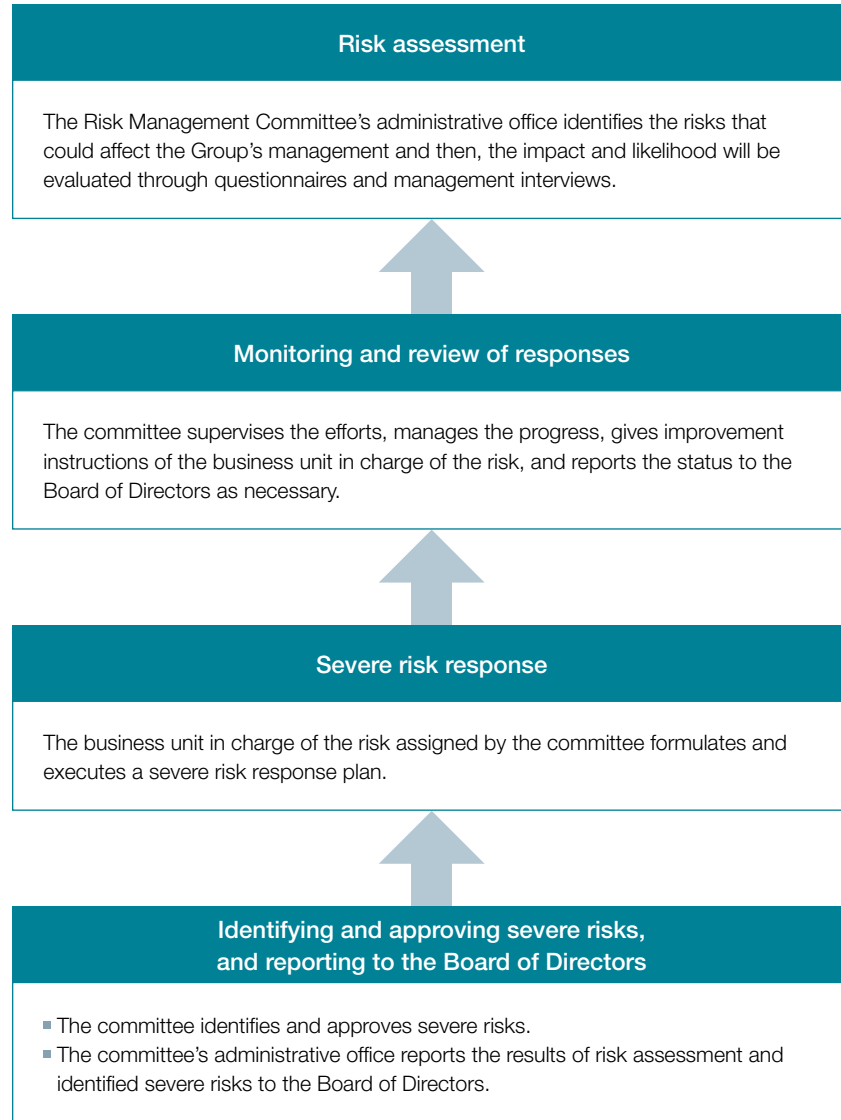 Risk assessment
The Risk Management Committee's administrative office identifies the risks that
could affect the Group's management and then, the impact and likelihood will be
evaluated through questionnaires and management interviews.
Monitoring and review of responses
The committee supervises the efforts, manages the progress, gives improvement
instructions of the business unit in charge of the risk, and reports the status to the
Board of Directors as necessary.
Severe risk response
The business unit in charge of the risk assigned by the committee formulates and
executes a severe risk response plan.
Identifying and approving severe risks,
and reporting to the Board of Directors
■ The committee identifies and approves severe risks.
■ The committee's administrative office reports the results of risk assessment and
identified severe risks to the Board of Directors.